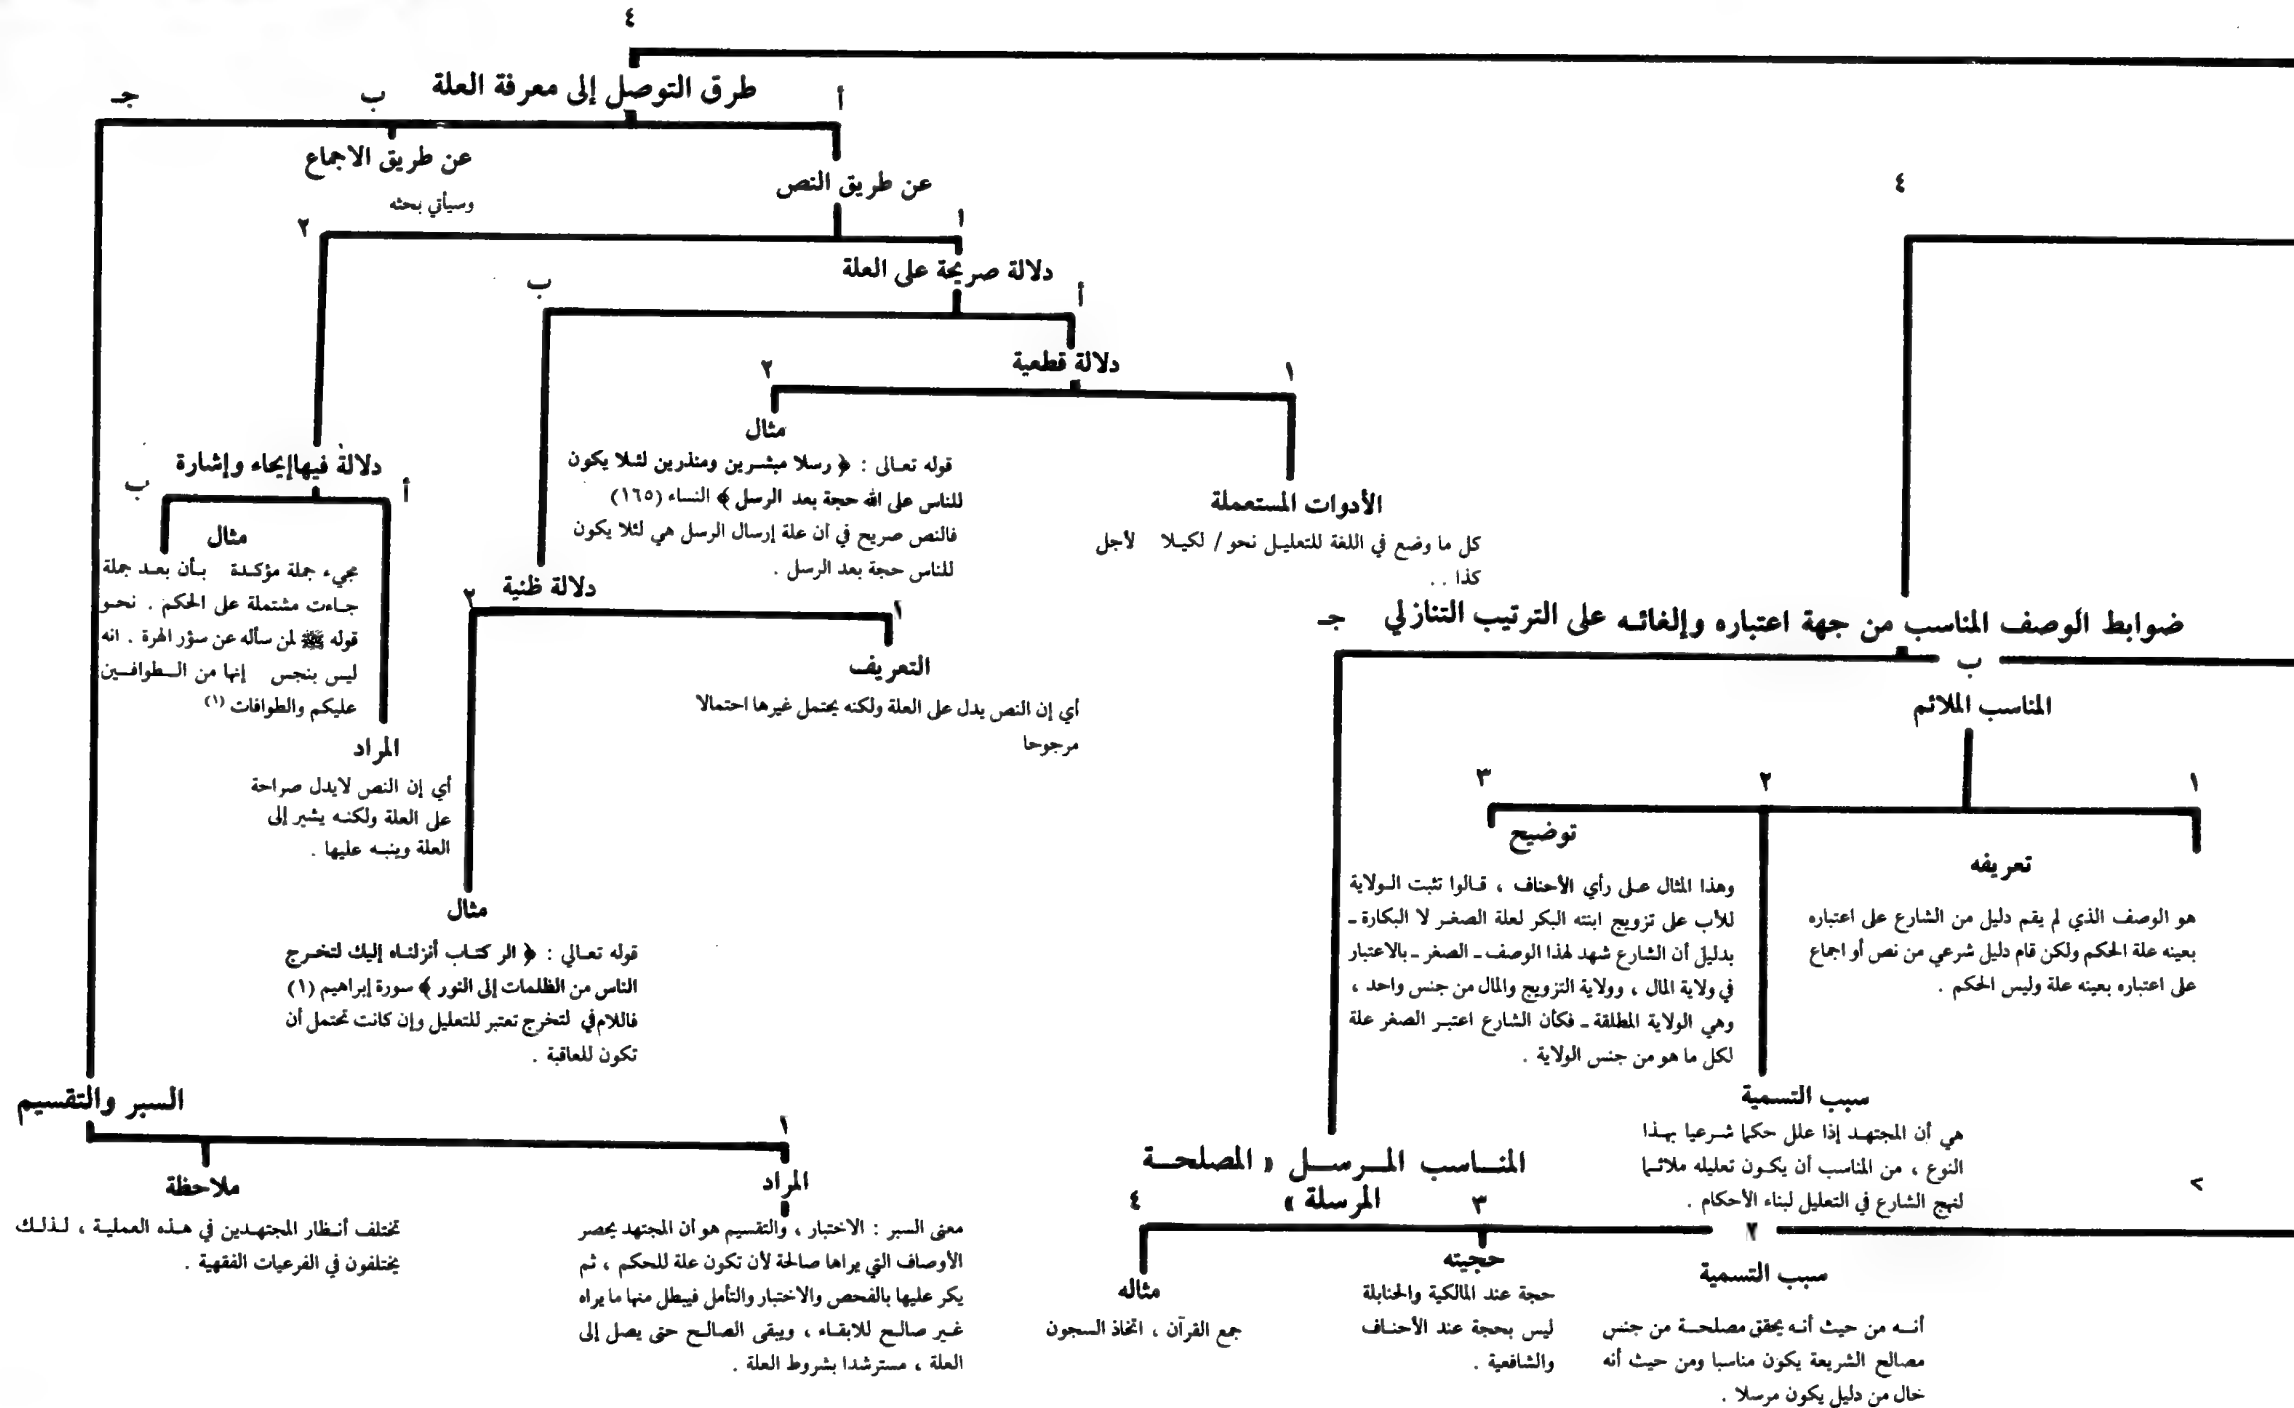 ٤
طرق التوصل إلى معرفة العلة
أ
ب
جـ
عن طريق النص
عن طريق الاجماع
وسيأتي بحثه
١
٢
دلالة صريحة على العلة
أ
ب
دلالة قطعية
١
٢
الأدوات المستعملة
كل ما وضع في اللغة للتعليل نحو / لكيلا لأجل
كذا . .
مثال
قوله تعالى : ﴿ رسلا مبشرين ومنذرين لئلا يكون
للناس على الله حجة بعد الرسل ﴾ النساء (١٦٥)
فالنص صريح في أن علة إرسال الرسل هي لئلا يكون
للناس حجة بعد الرسل .
دلالة ظنية
١
٢
التعريف
أي إن النص يدل على العلة ولكنه يحتمل غيرها احتمالا
مرجوحا
مثال
قوله تعالي : ﴿ الر كتاب أنزلناه إليك لتخرج
الناس من الظلمات إلى النور ﴾ سورة إبراهيم (١)
فاللام في لتخرج تعتبر للتعليل وإن كانت تحتمل أن
تكون للعاقبة .
دلالة فيهاإيحاء وإشارة
أ
ب
المراد
أي إن النص لايدل صراحة
على العلة ولكنه يشير إلى
العلة وينبه عليها .
مثال
مجيء جملة مؤكدة بأن بعد جملة
جاءت مشتملة على الحكم . نحو
قوله ﷺ لمن سأله عن سؤر الهرة . انه
ليس بنجس إنها من الطوافين
عليكم والطوافات (١)
السبر والتقسيم
١
المراد
معنى السبر : الاختبار ، والتقسيم هو أن المجتهد يحصر
الأوصاف التي يراها صالحة لأن تكون علة للحكم ، ثم
يكر عليها بالفحص والاختبار والتأمل فيبطل منها ما يراه
غير صالح للابقاء ، ويبقى الصالح حتى يصل إلى
العلة ، مسترشدا بشروط العلة .
ملاحظة
تختلف أنظار المجتهدين في هذه العملية ، لذلك
يختلفون في الفرعيات الفقهية .
٤
ضوابط الوصف المناسب من جهة اعتباره وإلغائه على الترتيب التنازلي
ب
جـ
المناسب الملائم
١
٢
٣
تعريفه
هو الوصف الذي لم يقم دليل من الشارع على اعتباره
بعينه علة الحكم ولكن قام دليل شرعي من نص أو اجماع
على اعتباره بعينه علة وليس الحكم .
سبب التسمية
هي أن المجتهد إذا علل حكما شرعيا بهذا
النوع ، من المناسب أن يكون تعليله ملائما
لنهج الشارع في التعليل لبناء الأحكام .
توضيح
وهذا المثال على رأي الأحناف ، قالوا تثبت الولاية
للأب على تزويج ابنته البكر لعلة الصغر لا البكارة ـ
بدليل أن الشارع شهد لهذا الوصف ـ الصغر ـ بالاعتبار
في ولاية المال ، وولاية التزويج والمال من جنس واحد ،
وهي الولاية المطلقة ـ فكأن الشارع اعتبر الصغر علة
لكل ما هو من جنس الولاية .
المناسب المرسل « المصلحة
المرسلة »
٢
٣
٤
سبب التسمية
أنه من حيث أنه يحقق مصلحة من جنس
مصالح الشريعة يكون مناسبا ومن حيث أنه
خال من دليل يكون مرسلا .
حجيته
حجة عند المالكية والحنابلة
ليس بحجة عند الأحناف
والشافعية .
مثاله
جمع القرآن ، اتخاذ السجون